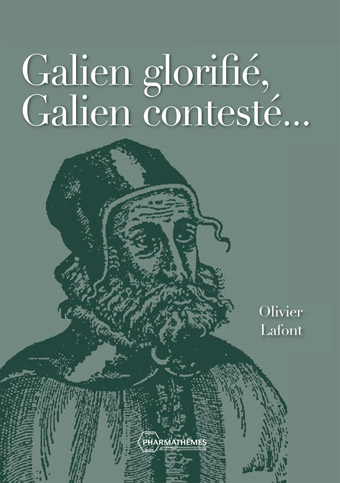 Galien glorifié,
Galien contesté...
Olivier
Lafont
PHARMATHÈMES